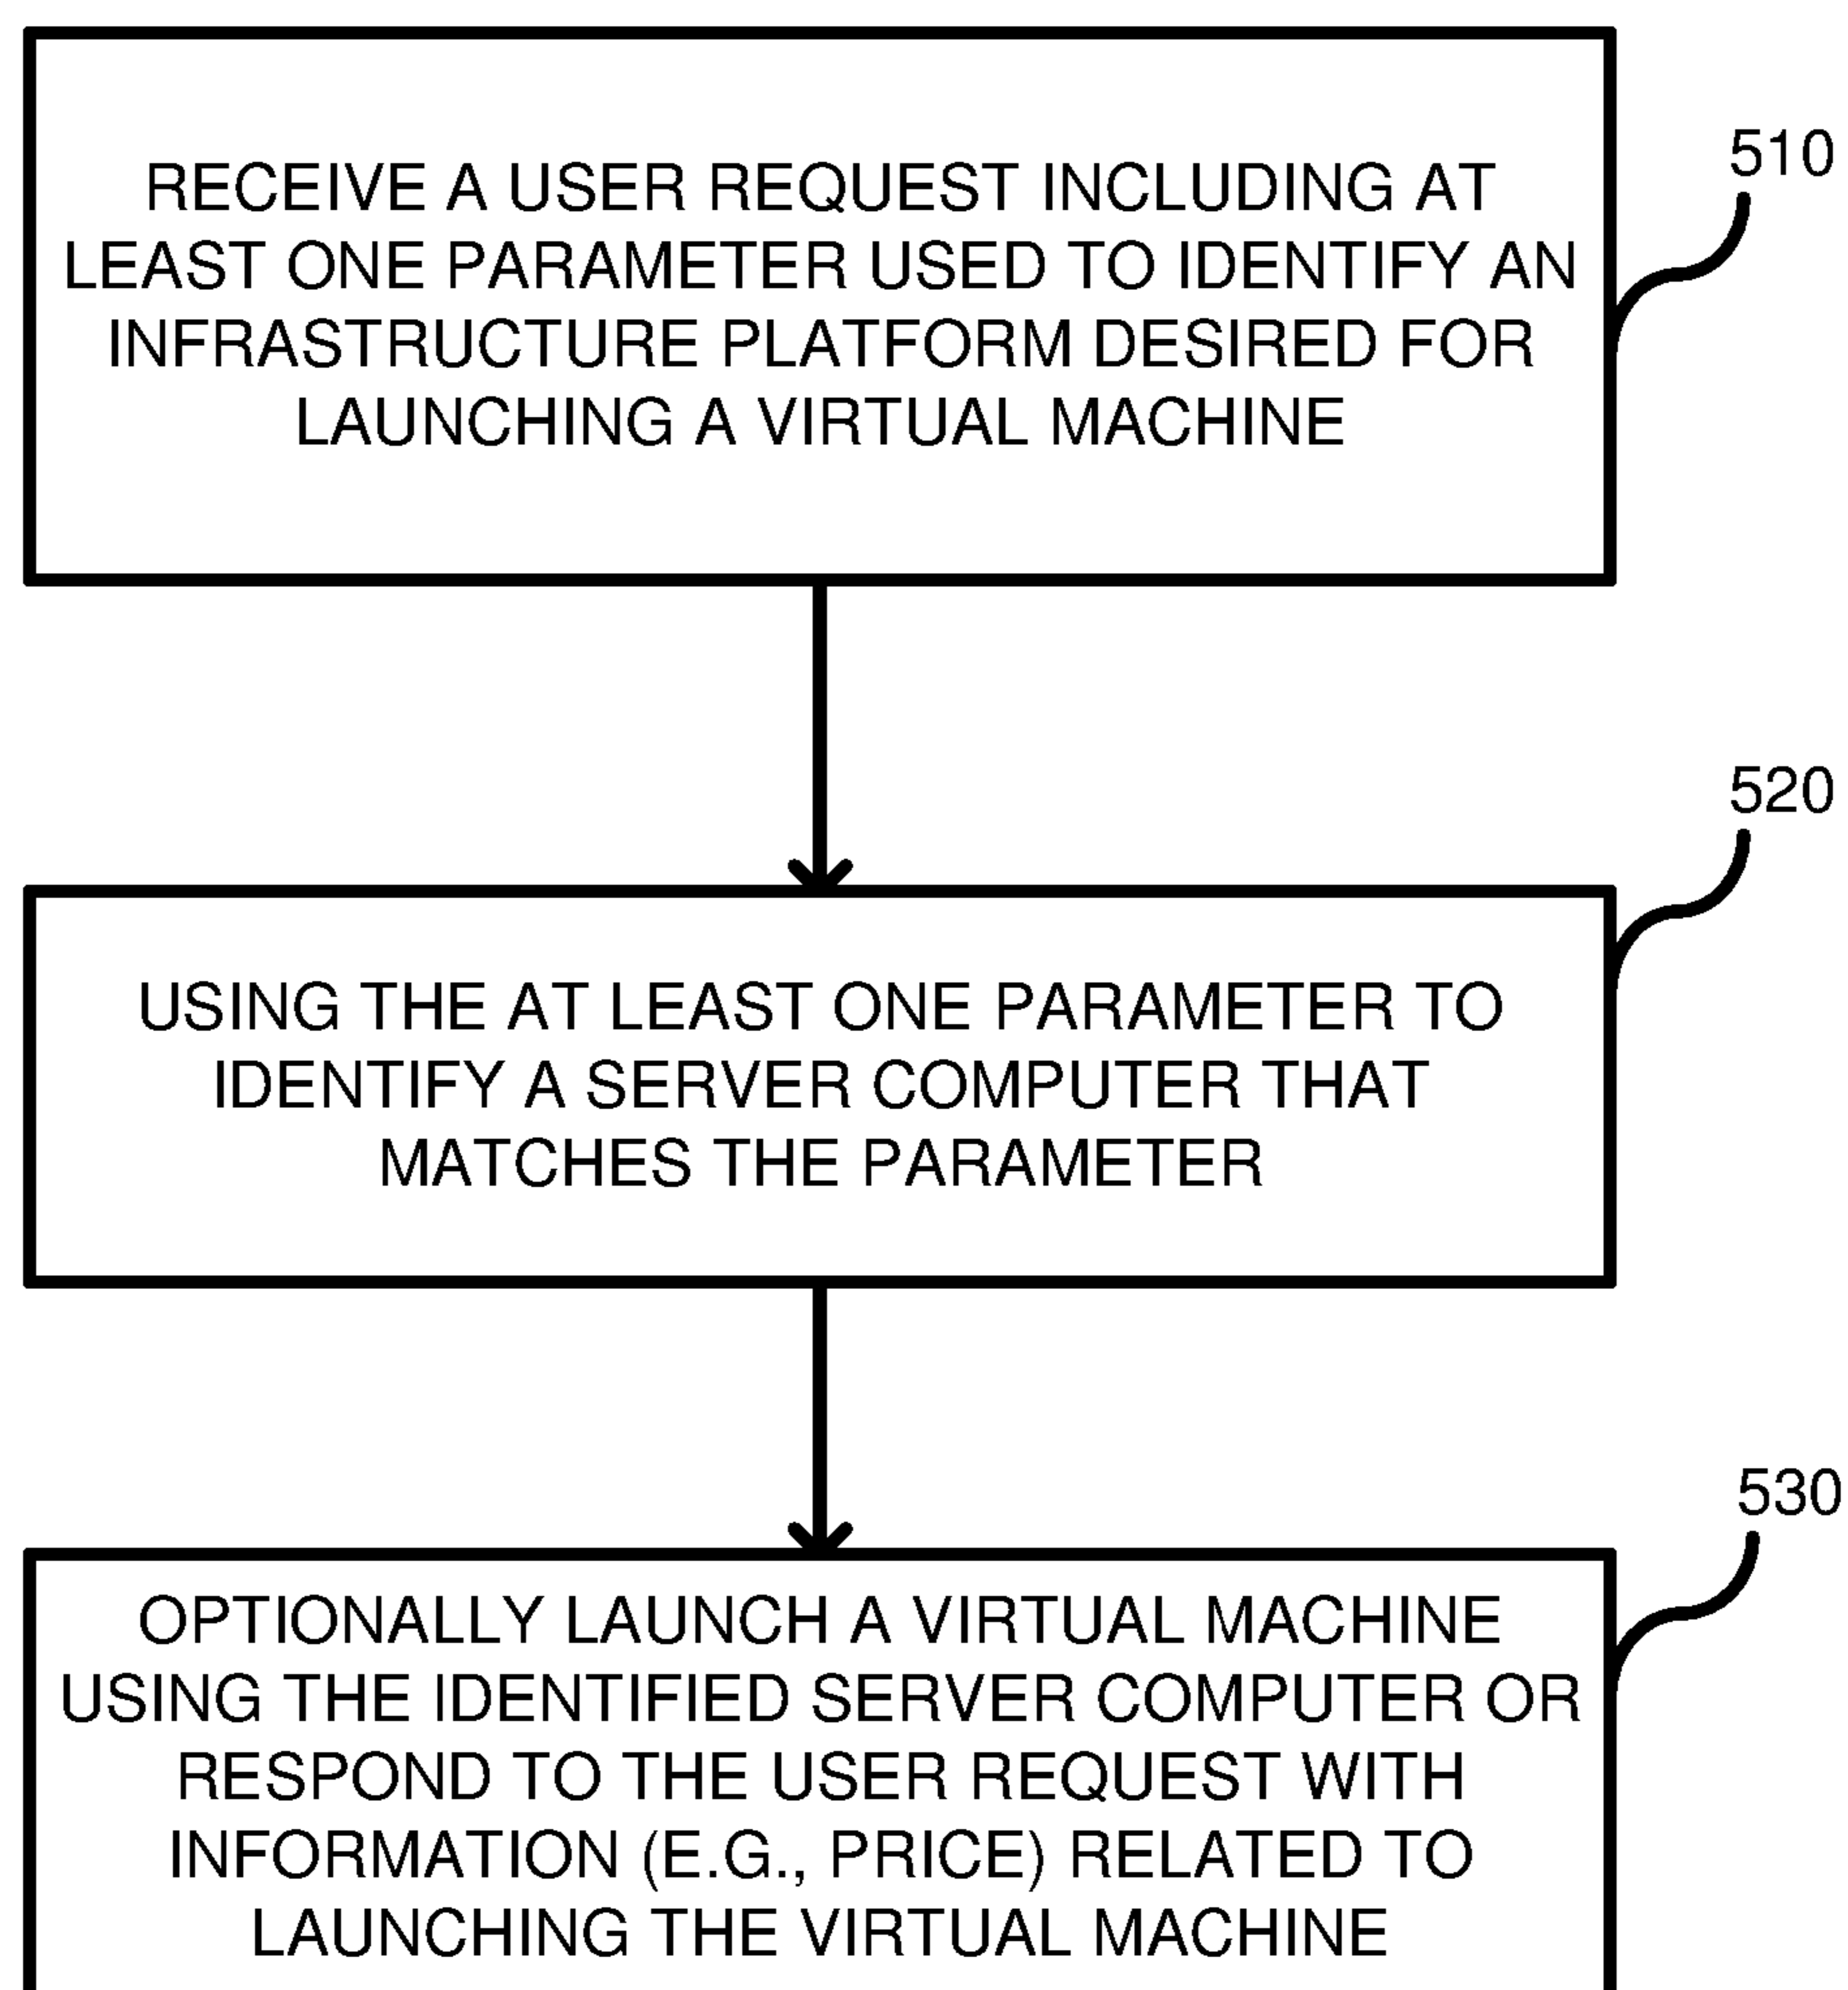 RECEIVE A USER REQUEST INCLUDING AT
LEAST ONE PARAMETER USED TO IDENTIFY AN
INFRASTRUCTURE PLATFORM DESIRED FOR
LAUNCHING A VIRTUAL MACHINE
510
USING THE AT LEAST ONE PARAMETER TO
IDENTIFY A SERVER COMPUTER THAT
MATCHES THE PARAMETER
520
OPTIONALLY LAUNCH A VIRTUAL MACHINE
USING THE IDENTIFIED SERVER COMPUTER OR
RESPOND TO THE USER REQUEST WITH
INFORMATION (E.G., PRICE) RELATED TO
LAUNCHING THE VIRTUAL MACHINE
530